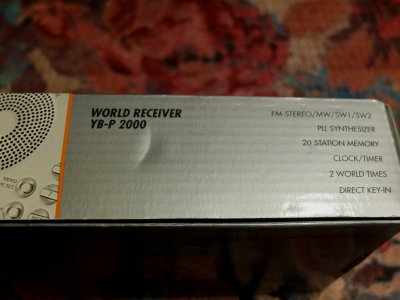 WORLD RECEIVER
YB-P 2000
FM-STEREO/MW/SW1/SW2
PLL SYNTHESIZER
20 STATION MEMORY
CLOCK/TIMER
2 WORLD TIMES
DIRECT KEY-IN
MEMO